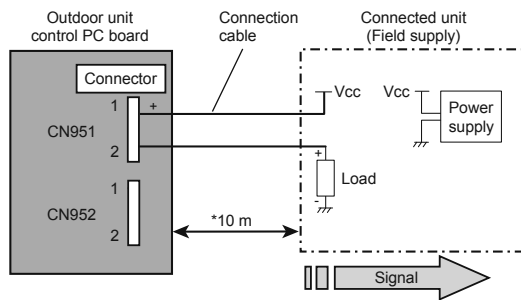 Outdoor unit
control PC board
Connection
cable
Connected unit
(Field supply)
Connector
1
+
CN951
2
1
CN952
2
Vcc
Vcc
Power
supply
+
Load
-
*10 m
Signal